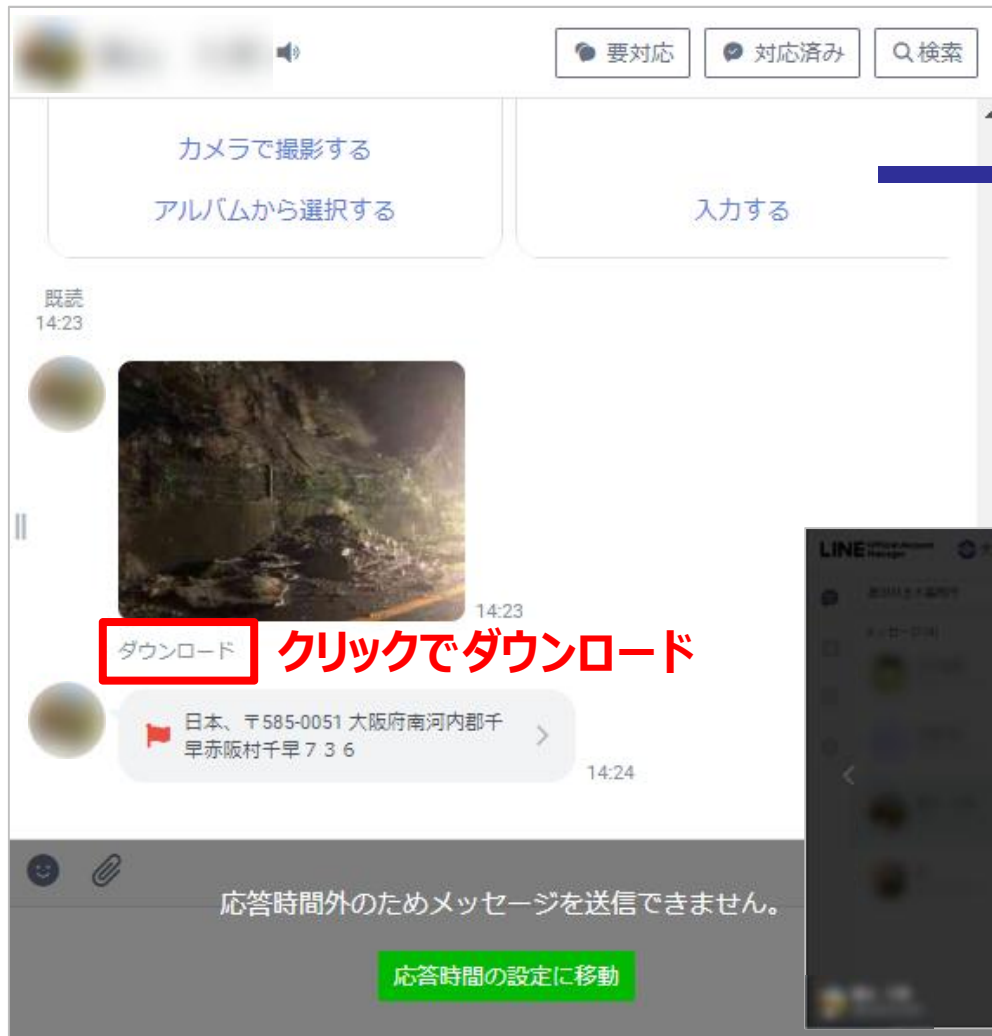 要対応
対応済み
検索
カメラで撮影する
アルバムから選択する
入力する
既読
14:23
14:23
ダウンロード
クリックでダウンロード
日本、〒585-0051 大阪府南河内郡千
早赤阪村千早７３６
14:24
LINE
応答時間外のためメッセージを送信できません。
応答時間の設定に移動